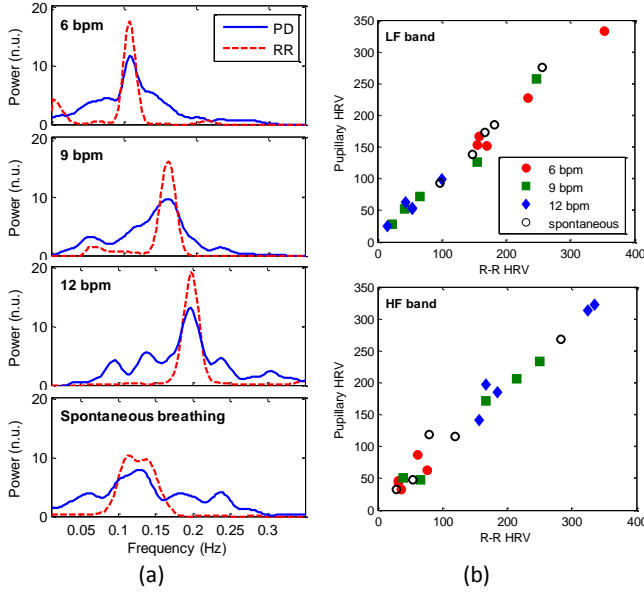 6 bpm
PD
RR
Power (n.u.)
20
10
0
9 bpm
Power (n.u.)
20
10
0
12 bpm
Power (n.u.)
20
10
0
Spontaneous breathing
Power (n.u.)
20
10
0
0.05 0.1 0.15 0.2 0.25 0.3
Frequency (Hz)
(a)
LF band
Pupillary HRV
350
300
250
200
150
100
50
0
6 bpm
9 bpm
12 bpm
spontaneous
0 100 200 300 400
R-R HRV
HF band
Pupillary HRV
350
300
250
200
150
100
50
0
0 100 200 300 400
R-R HRV
(b)